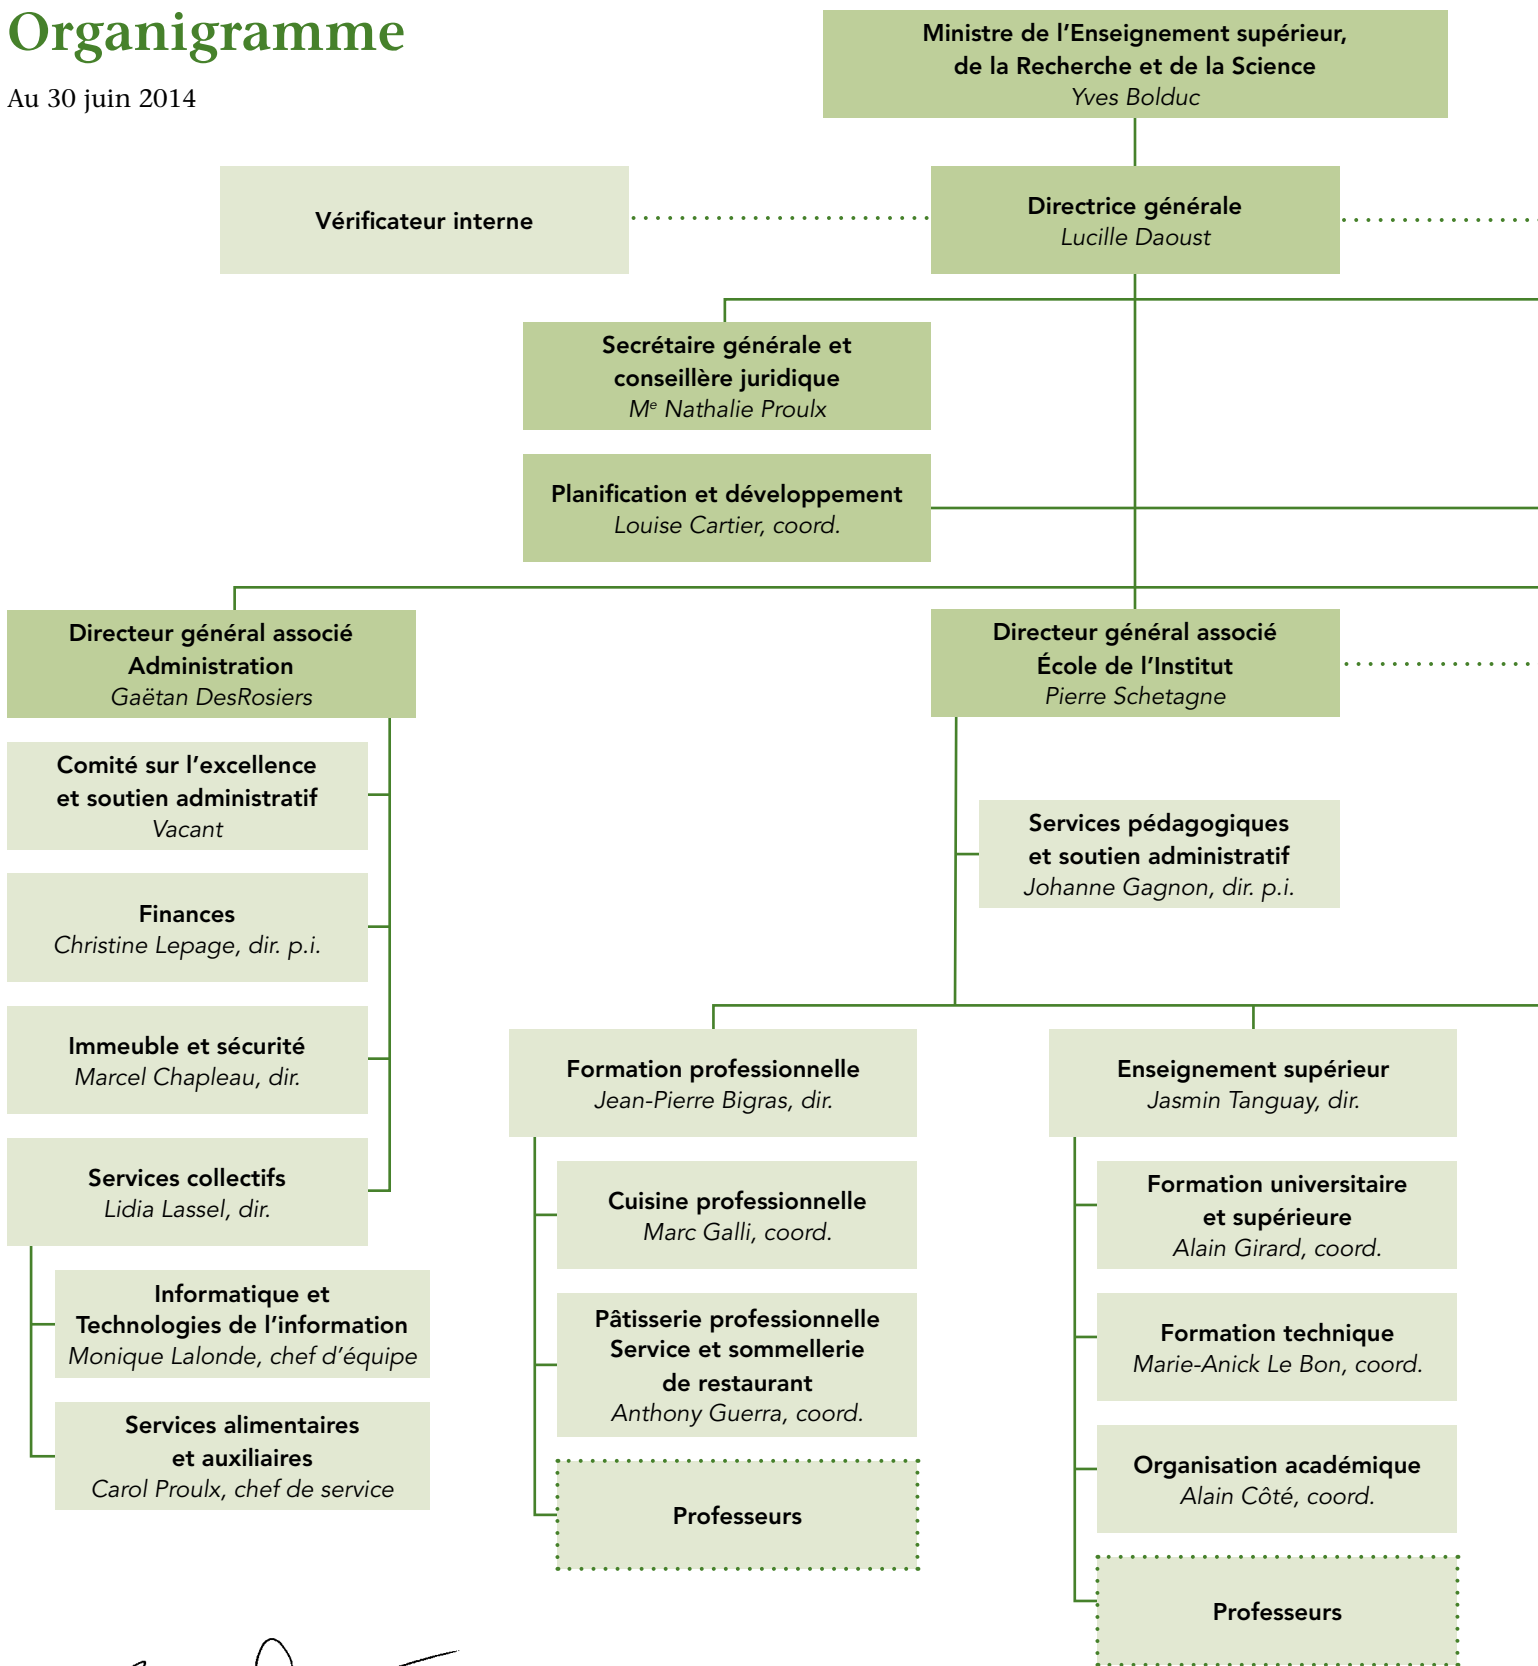 Organigramme
Au 30 juin 2014
Ministre de l'Enseignement supérieur,
de la Recherche et de la Science
Yves Bolduc
Vérificateur interne
Directrice générale
Lucille Daoust
Secrétaire générale et
conseillère juridique
Me Nathalie Proulx
Planification et développement
Louise Cartier, coord.
Directeur général associé
Administration
Gaëtan DesRosiers
Directeur général associé
École de l'Institut
Pierre Schetagne
Comité sur l'excellence
et soutien administratif
Vacant
Finances
Christine Lepage, dir. p.i.
Immeuble et sécurité
Marcel Chapleau, dir.
Services collectifs
Lidia Lassel, dir.
Informatique et
Technologies de l'information
Monique Lalonde, chef d'équipe
Services alimentaires
et auxiliaires
Carol Proulx, chef de service
Services pédagogiques
et soutien administratif
Johanne Gagnon, dir. p.i.
Formation professionnelle
Jean-Pierre Bigras, dir.
Cuisine professionnelle
Marc Galli, coord.
Pâtisserie professionnelle
Service et sommellerie
de restaurant
Anthony Guerra, coord.
Professeurs
Enseignement supérieur
Jasmin Tanguay, dir.
Formation universitaire
et supérieure
Alain Girard, coord.
Formation technique
Marie-Anick Le Bon, coord.
Organisation académique
Alain Côté, coord.
Professeurs